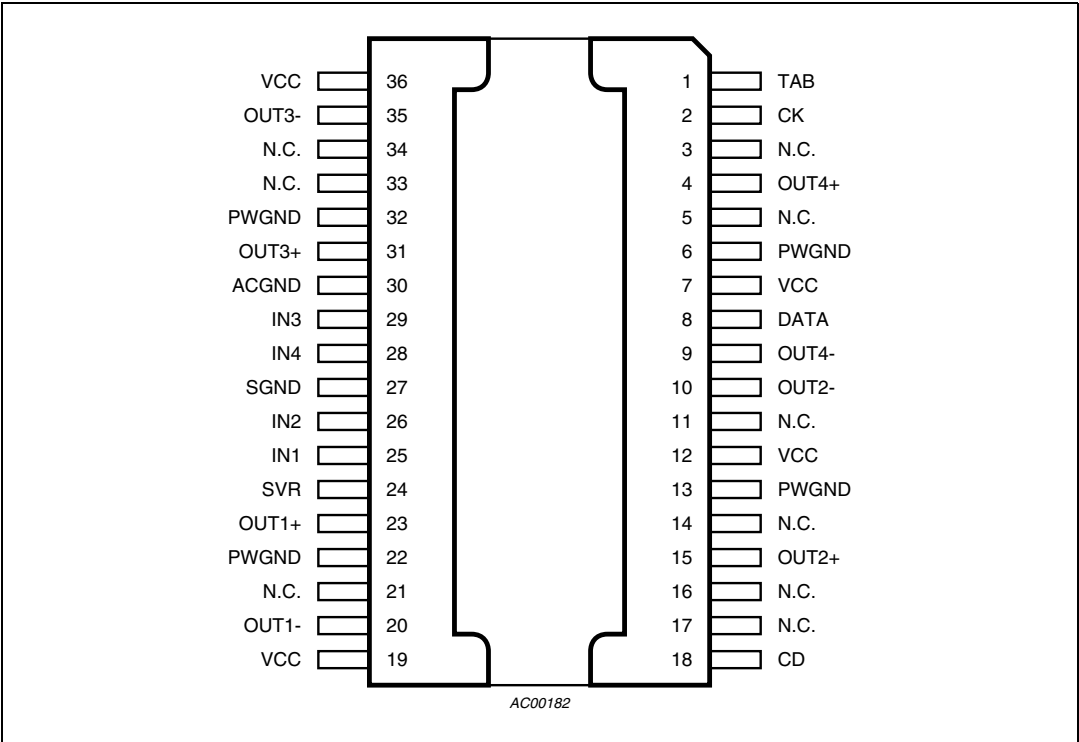 VCC 36 1 TAB
OUT3- 35 2 CK
N.C. 34 3 N.C.
N.C. 33 4 OUT4+
PWGND 32 5 N.C.
OUT3+ 31 6 PWGND
ACGND 30 7 VCC
IN3 29 8 DATA
IN4 28 9 OUT4-
SGND 27 10 OUT2-
IN2 26 11 N.C.
IN1 25 12 VCC
SVR 24 13 PWGND
OUT1+ 23 14 N.C.
PWGND 22 15 OUT2+
N.C. 21 16 N.C.
OUT1- 20 17 N.C.
VCC 19 18 CD
AC00182